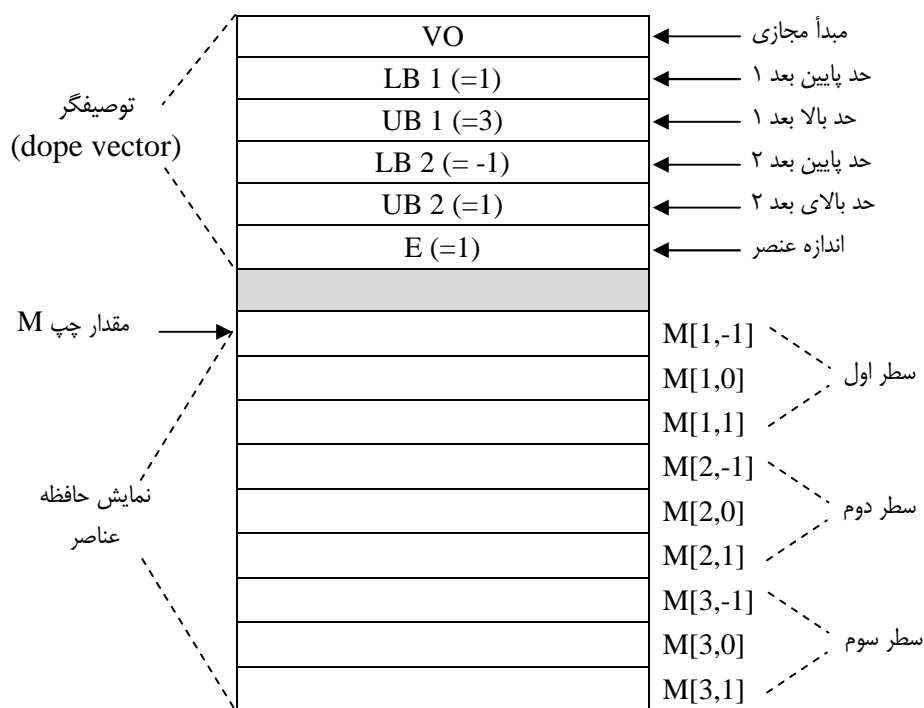 VO
مبدأ مجازی
LB 1 (=1)
حد پایین بعد ۱
UB 1 (=3)
حد بالا بعد ۱
LB 2 (= -1)
حد پایین بعد ۲
UB 2 (=1)
حد بالای بعد ۲
E (=1)
اندازه عنصر
توصیفگر
(dope vector)
مقدار چپ M
M[1,-1]
M[1,0]
M[1,1]
سطر اول
M[2,-1]
M[2,0]
M[2,1]
سطر دوم
M[3,-1]
M[3,0]
M[3,1]
سطر سوم
نمایش حافظه
عناصر